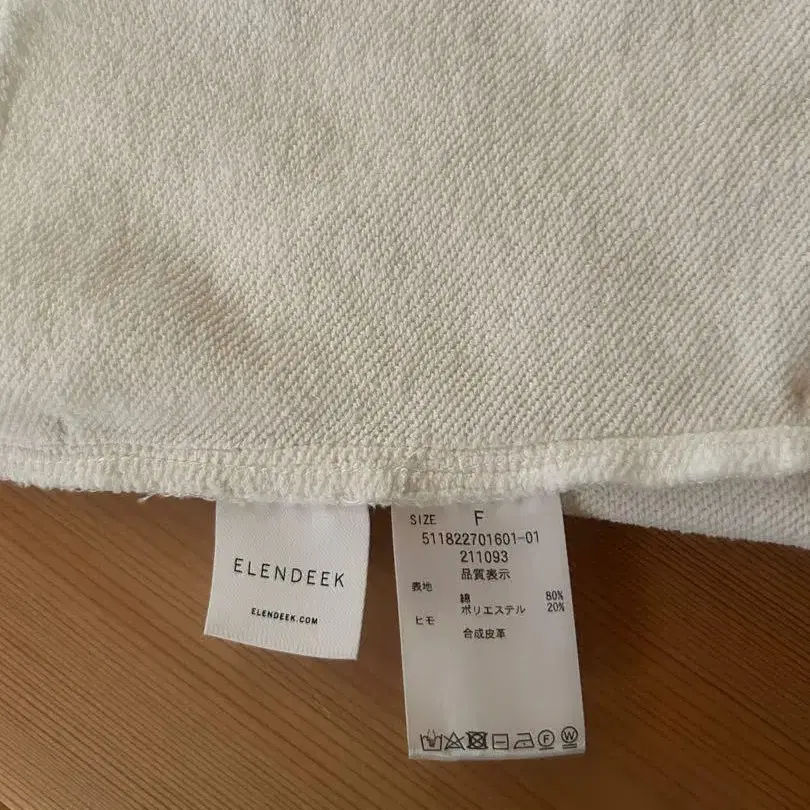 ELENDEEK
ELENDEEK.COM
SIZE F
511822701601-01
211093
品質表示
表地
綿 80%
ポリエステル 20%
ヒモ
合成皮革
F W